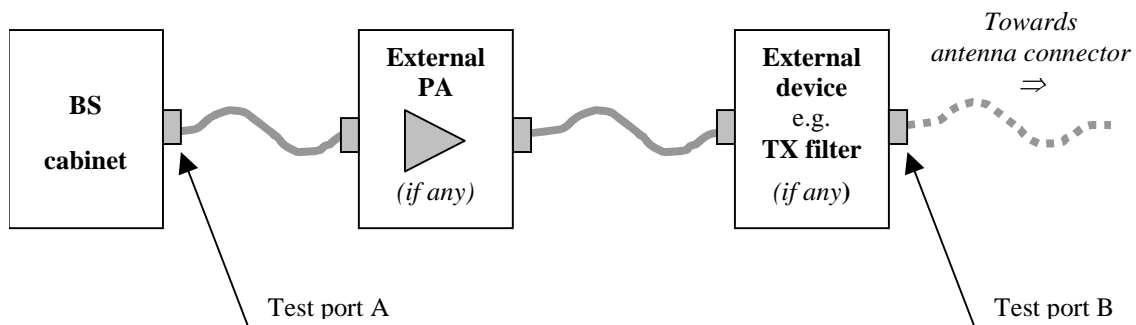 BS
cabinet
External
PA
(if any)
External
device
e.g.
TX filter
(if any)
Towards
antenna connector
⇒
Test port A
Test port B